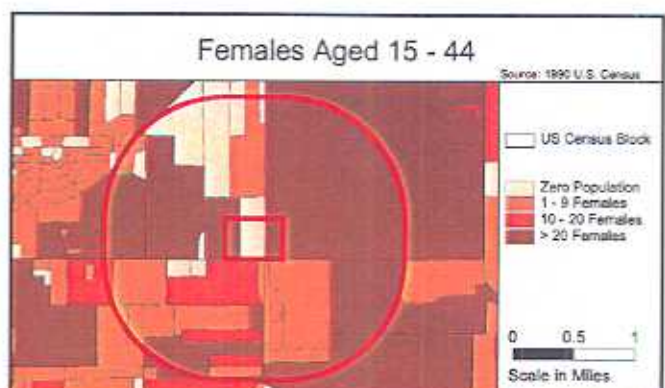 Females Aged 15 - 44
Source: 1990 U.S. Census
US Census Block
Zero Population
1 - 9 Females
10 - 20 Females
> 20 Females
0 0.5 1
Scale in Miles